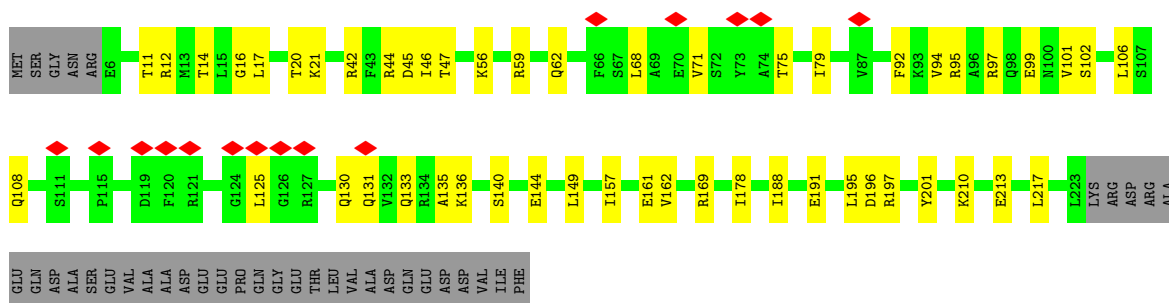 MET SER GLY ASN ARG E6 T11 R12 M13 T14 L15 G16 L17 T20 K21 R42 F43 R44 D45 I46 T47 K56 R59 Q62 F66 S67 L68 A69 E70 V71 S72 Y73 A74 T75 I79 V87 F92 K93 V94 R95 A96 R97 Q98 E99 N100 V101 S102 L106 S107
Q108 S111 P115 D119 F120 R121 G124 L125 G126 R127 Q130 Q131 V132 Q133 R134 A135 K136 S140 E144 L149 I157 E161 V162 R169 I178 I188 E191 L195 D196 R197 Y201 K210 E213 L217 L223 LYS ARG ASP ARG ALA
GLU GLN ASP ALA SER GLU VAL ALA ALA ASP GLU GLU PRO GLN GLY GLU THR LEU VAL ALA ASP GLN GLU ASP ASP VAL ILE PHE